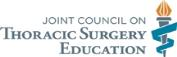 JOINT COUNCIL ON
THORACIC SURGERY
EDUCATION